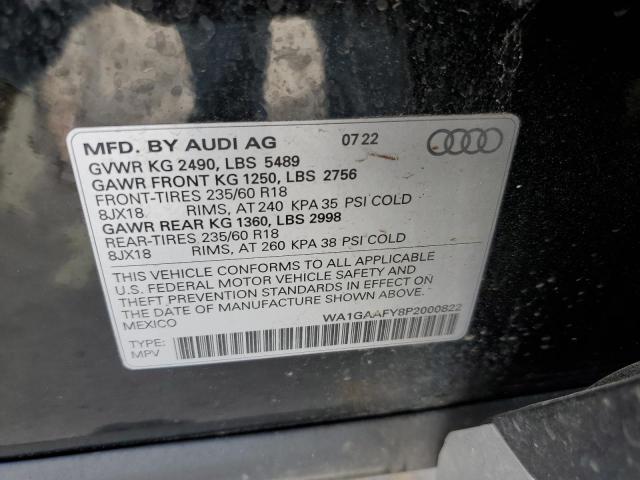 MFD. BY AUDI AG 07 22
GVWR KG 2490, LBS 5489
GAWR FRONT KG 1250, LBS 2756
FRONT-TIRES 235/60 R18
8JX18 RIMS, AT 240 KPA 35 PSI COLD
GAWR REAR KG 1360, LBS 2998
REAR-TIRES 235/60 R18
8JX18 RIMS, AT 260 KPA 38 PSI COLD
THIS VEHICLE CONFORMS TO ALL APPLICABLE
U.S. FEDERAL MOTOR VEHICLE SAFETY AND
THEFT PREVENTION STANDARDS IN EFFECT ON
THE DATE OF MANUFACTURE SHOWN ABOVE.
MEXICO WA1GAAFY8P2000822
TYPE:
MPV